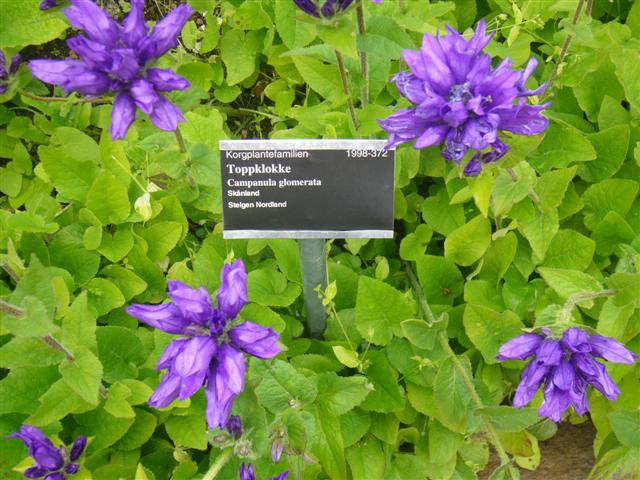 Korgplantefamilien 1998-372
Toppklokke
Campanula glomerata
Skånland
Steigen Nordland